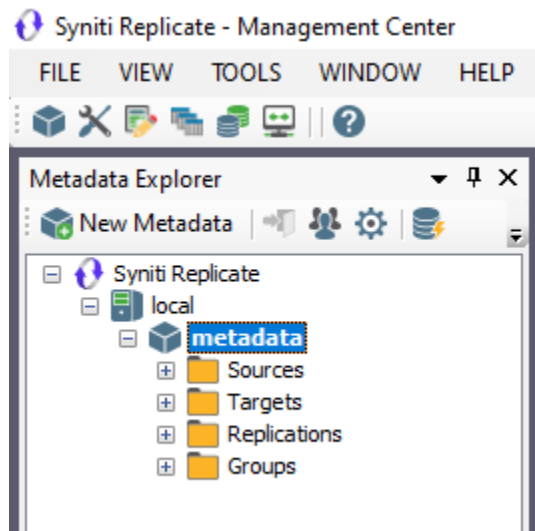 Syniti Replicate - Management Center
FILE VIEW TOOLS WINDOW HELP
Metadata Explorer
New Metadata
Syniti Replicate
local
metadata
Sources
Targets
Replications
Groups